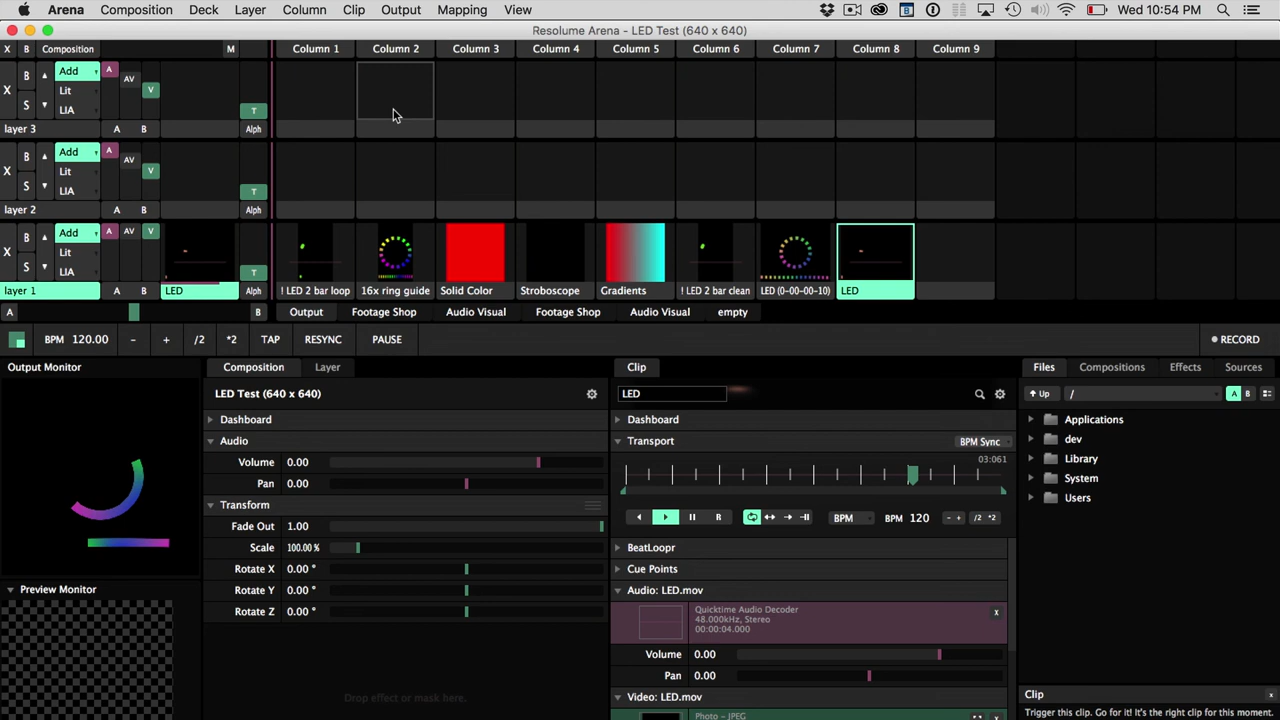 Arena Composition Deck Layer Column Clip Output Mapping View Wed 10:54 PM
Resolume Arena - LED Test (640 x 640)
X B Composition M Column 1 Column 2 Column 3 Column 4 Column 5 Column 6 Column 7 Column 8 Column 9
B Add A AV V
X Lit
S LIA T
layer 3 A B Alph
B Add A AV V
X Lit
S LIA T
layer 2 A B Alph
B Add A AV V
X Lit
S LIA T
layer 1 A B LED Alph ! LED 2 bar loop 16x ring guide Solid Color Stroboscope Gradients ! LED 2 bar clean LED (0-00-00-10) LED
A B Output Footage Shop Audio Visual Footage Shop Audio Visual empty
BPM 120.00 - + /2 *2 TAP RESYNC PAUSE RECORD
Output Monitor Composition Layer Clip Files Compositions Effects Sources
LED Test (640 x 640) LED Up / A B
Dashboard Dashboard Applications
Audio Transport BPM Sync dev
Volume 0.00 03:061 Library
Pan 0.00 System
Transform Users
Fade Out 1.00 R BPM BPM 120 - + /2 *2
Scale 100.00 % BeatLoopr
Rotate X 0.00 ° Cue Points
Preview Monitor Rotate Y 0.00 ° Audio: LED.mov
Rotate Z 0.00 ° Quicktime Audio Decoder
48.000kHz, Stereo
00:00:04.000
Volume 0.00
Pan 0.00
Drop effect or mask here. Video: LED.mov Clip
Photo - JPEG Trigger this clip. Go for it! It's the right clip for this moment.